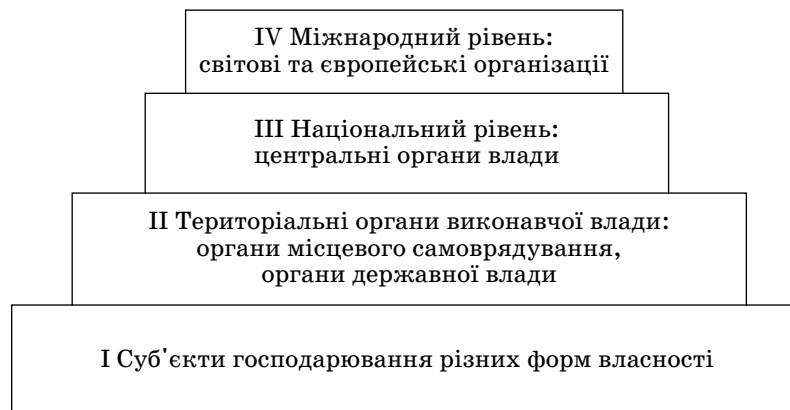 IV Міжнародний рівень:
світові та європейські організації
III Національний рівень:
центральні органи влади
II Територіальні органи виконавчої влади:
органи місцевого самоврядування,
органи державної влади
I Суб'єкти господарювання різних форм власності